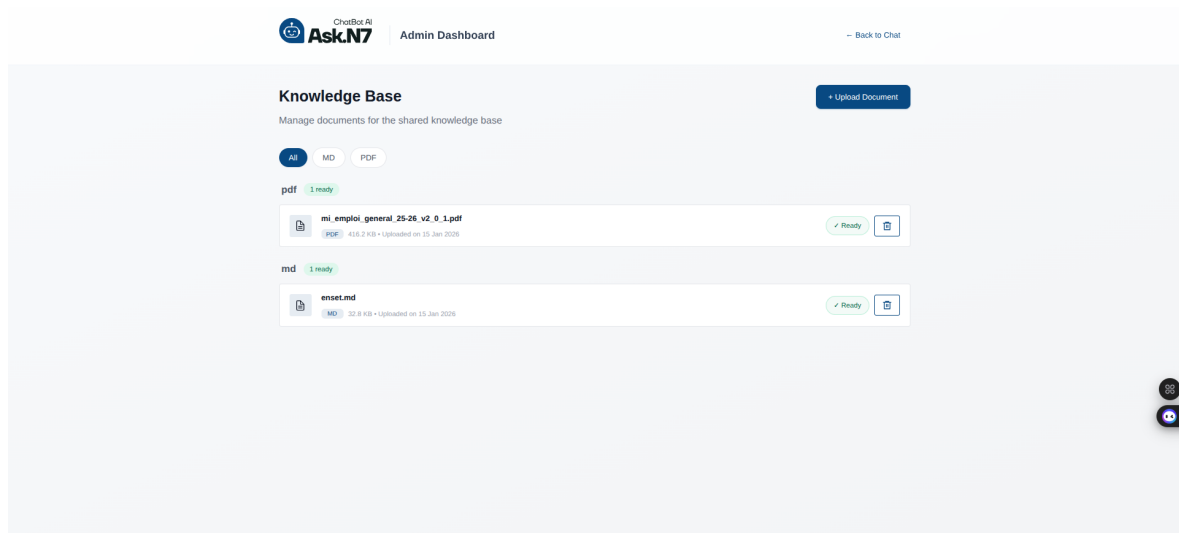 ChatBot Ai
Ask.N7
Admin Dashboard
← Back to Chat
Knowledge Base
+ Upload Document
Manage documents for the shared knowledge base
All
MD
PDF
pdf 1 ready
mi_emploi_general_25-26_v2_0_1.pdf
PDF 416.2 KB • Uploaded on 15 Jan 2026
✓ Ready
md 1 ready
enset.md
MD 32.8 KB • Uploaded on 15 Jan 2026
✓ Ready